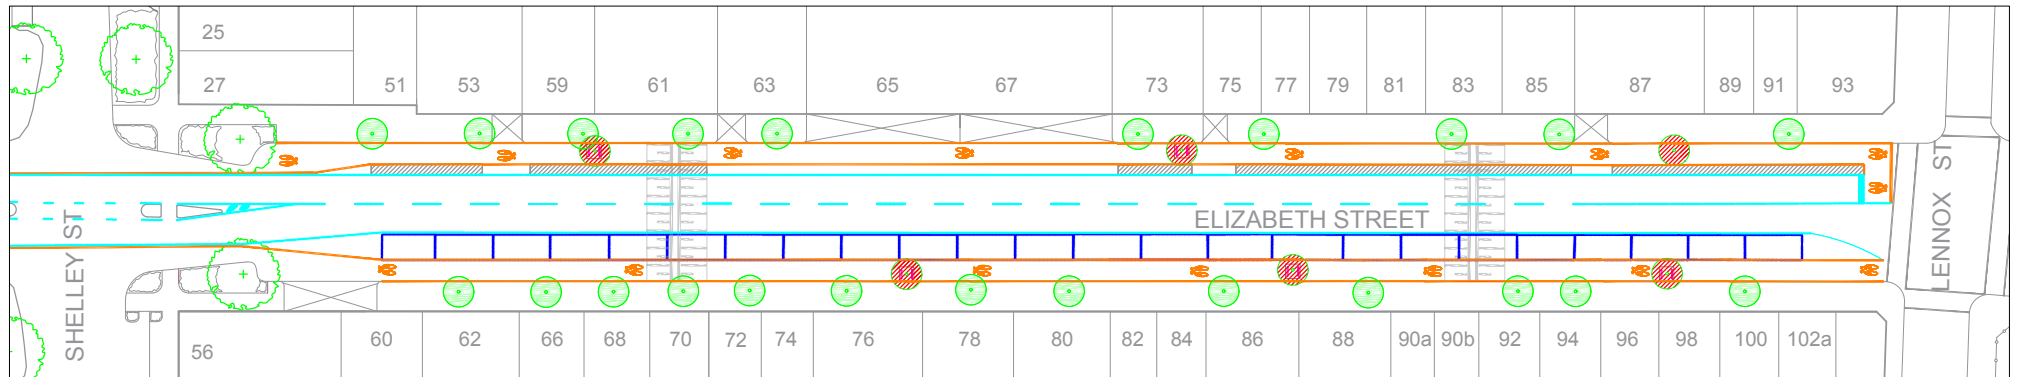 25
27
51 53 59 61 63 65 67 73 75 77 79 81 83 85 87 89 91 93
ELIZABETH STREET
SHELLEY ST
LENNOX ST
56
60 62 66 68 70 72 74 76 78 80 82 84 86 88 90a 90b 92 94 96 98 100 102a